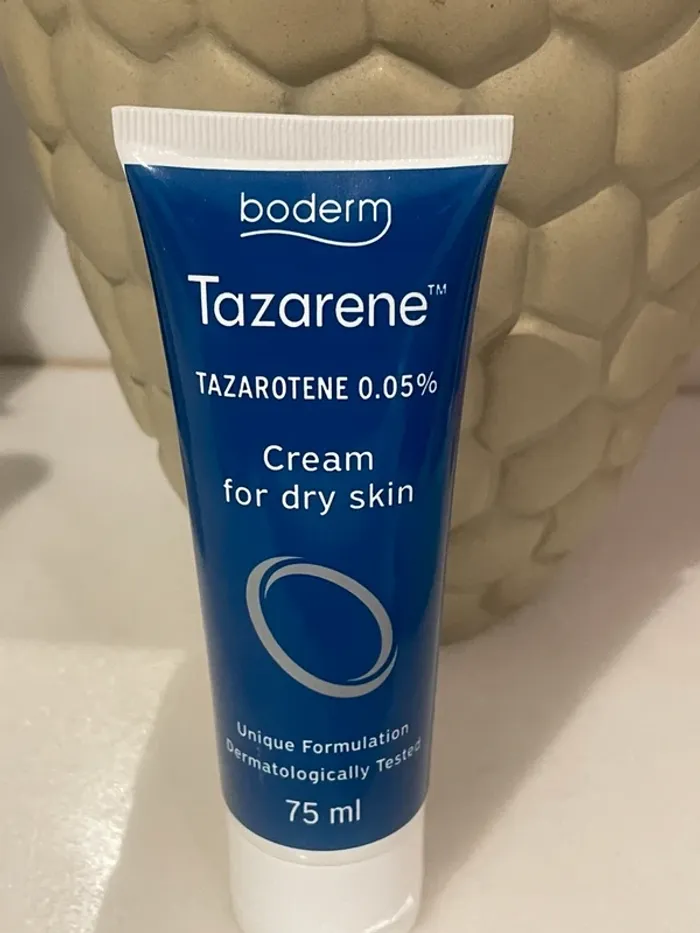 boderm
Tazarene™
TAZAROTENE 0.05%
Cream
for dry skin
Unique Formulation
Dermatologically Tested
75 ml